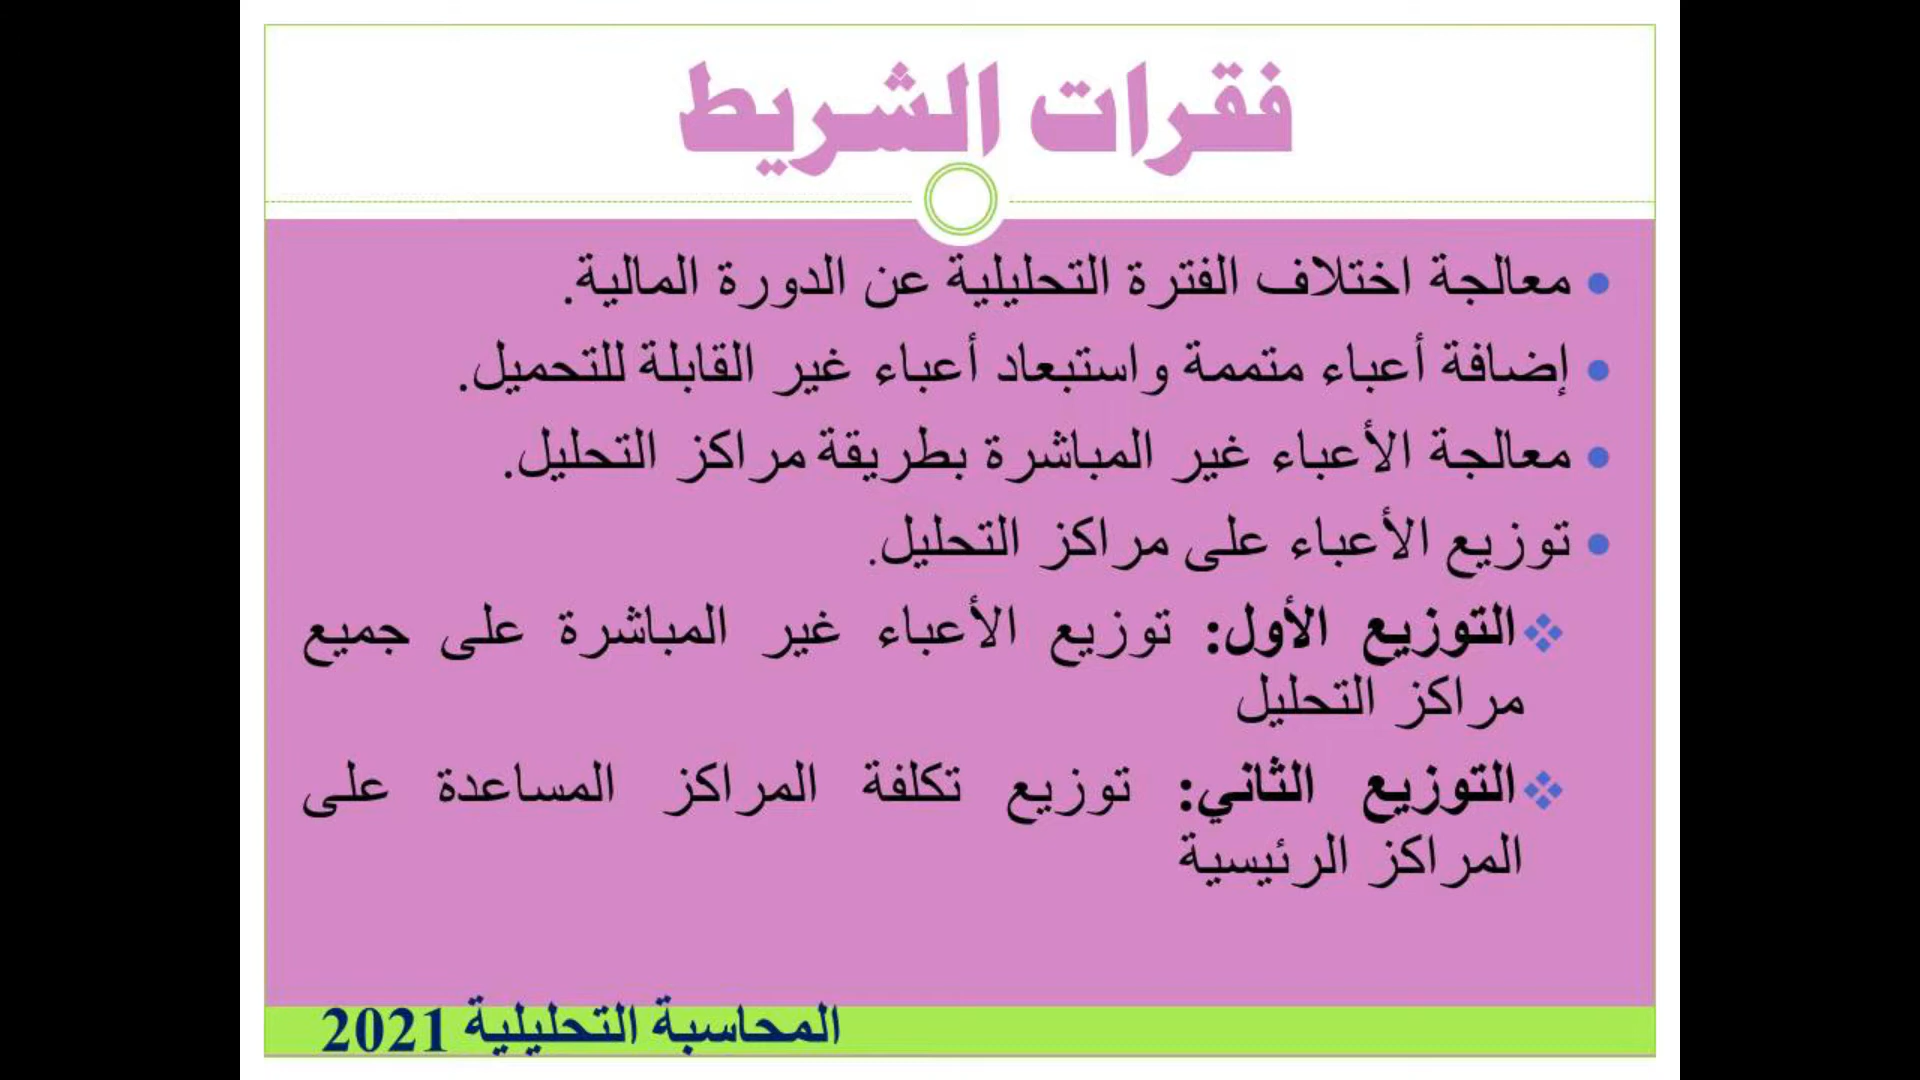 فقرات الشريط
• معالجة اختلاف الفترة التحليلية عن الدورة المالية.
• إضافة أعباء متممة واستبعاد أعباء غير القابلة للتحميل.
• معالجة الأعباء غير المباشرة بطريقة مراكز التحليل.
• توزيع الأعباء على مراكز التحليل.
❖ التوزيع الأول: توزيع الأعباء غير المباشرة على جميع
مراكز التحليل
❖ التوزيع الثاني: توزيع تكلفة المراكز المساعدة على
المراكز الرئيسية
المحاسبة التحليلية 2021